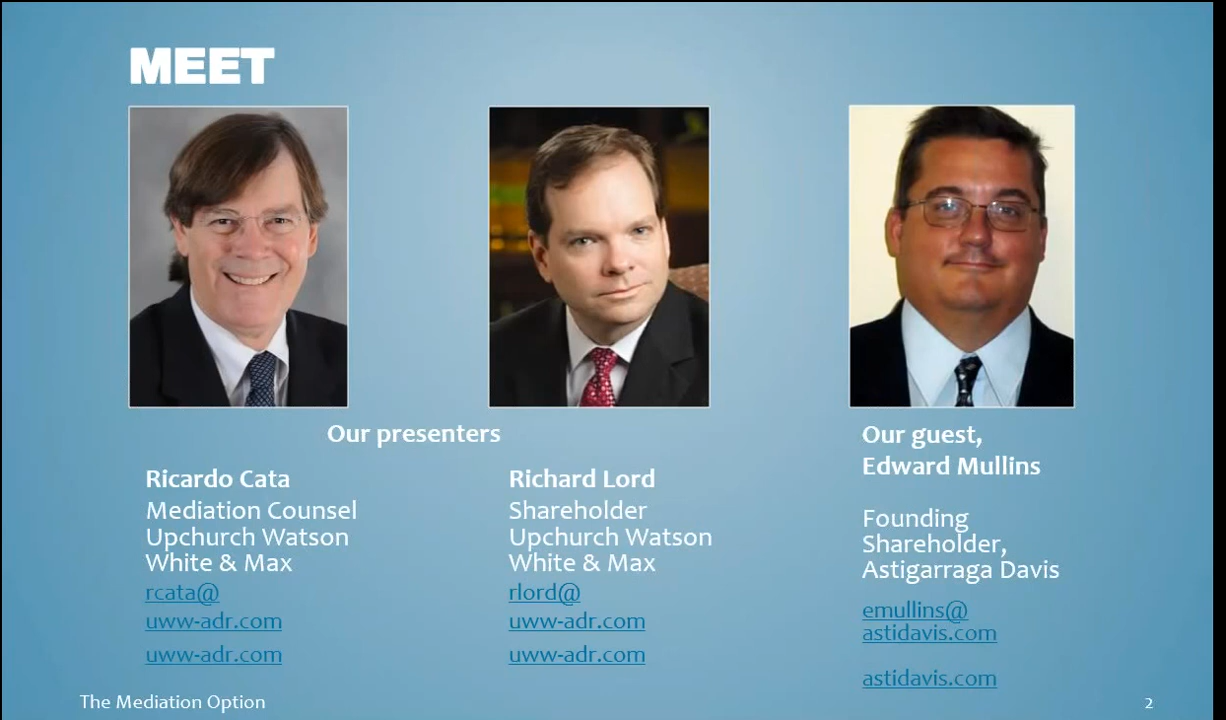 MEET
Our presenters
Ricardo Cata
Mediation Counsel
Upchurch Watson
White & Max
rcata@
uww-adr.com
uww-adr.com
Richard Lord
Shareholder
Upchurch Watson
White & Max
rlord@
uww-adr.com
uww-adr.com
Our guest,
Edward Mullins
Founding
Shareholder,
Astigarraga Davis
emullins@
astidavis.com
astidavis.com
The Mediation Option
2